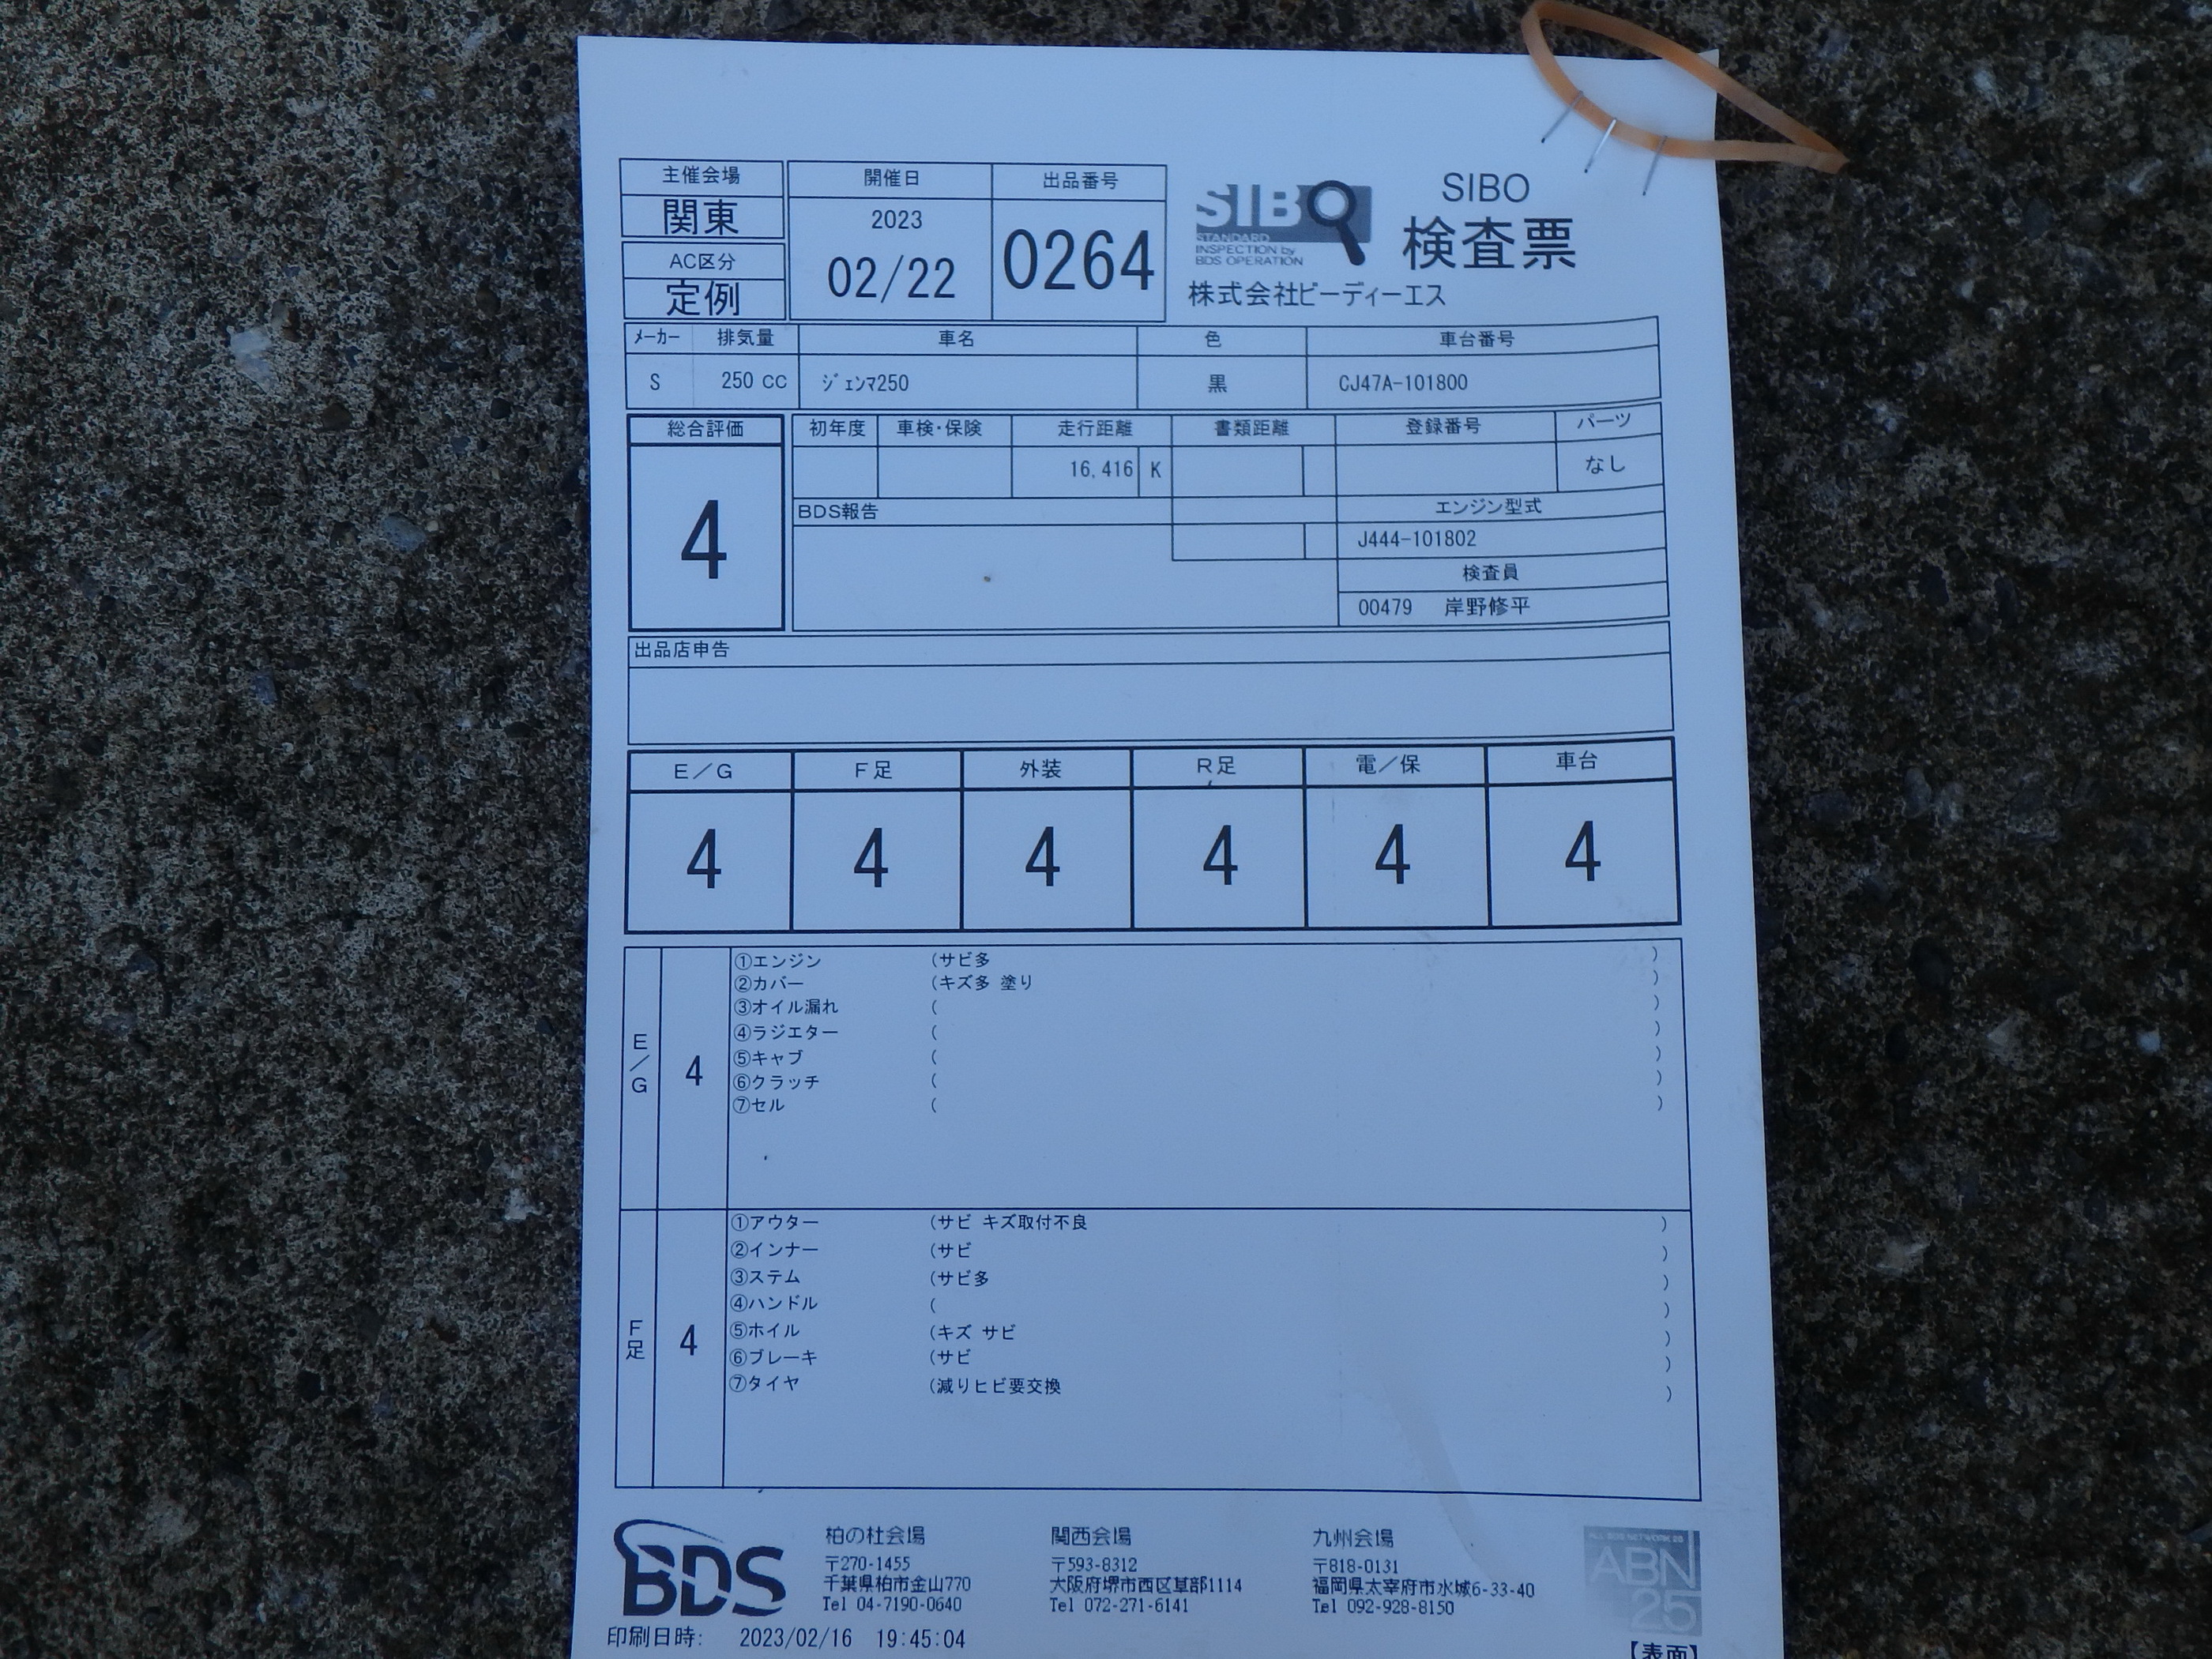 主催会場
関東
AC区分
定例
開催日
2023
02/22
出品番号
0264
SIBO
STANDARD
INSPECTION by
BDS OPERATION
SIBO
検査票
株式会社ビーディーエス
ﾒｰｶｰ 排気量 車名 色 車台番号
S 250 CC ｼﾞｪﾝﾏ250 黒 CJ47A-101800
総合評価
4
初年度 車検・保険 走行距離 書類距離 登録番号 パーツ
16,416 K なし
BDS報告
エンジン型式
J444-101802
検査員
00479 岸野修平
出品店申告
E/G F足 外装 R足 電/保 車台
4 4 4 4 4 4
E/G 4
①エンジン (サビ多 )
②カバー (キズ多 塗り )
③オイル漏れ ( )
④ラジエター ( )
⑤キャブ ( )
⑥クラッチ ( )
⑦セル ( )
F足 4
①アウター (サビ キズ取付不良 )
②インナー (サビ )
③ステム (サビ多 )
④ハンドル ( )
⑤ホイル (キズ サビ )
⑥ブレーキ (サビ )
⑦タイヤ (減りヒビ要交換 )
BDS
柏の杜会場
〒270-1455
千葉県柏市金山770
Tel 04-7190-0640
関西会場
〒593-8312
大阪府堺市西区草部1114
Tel 072-271-6141
九州会場
〒818-0131
福岡県太宰府市水城6-33-40
Tel 092-928-8150
ALL BDS NETWORK 25
ABN
25
印刷日時: 2023/02/16 19:45:04
【表面】